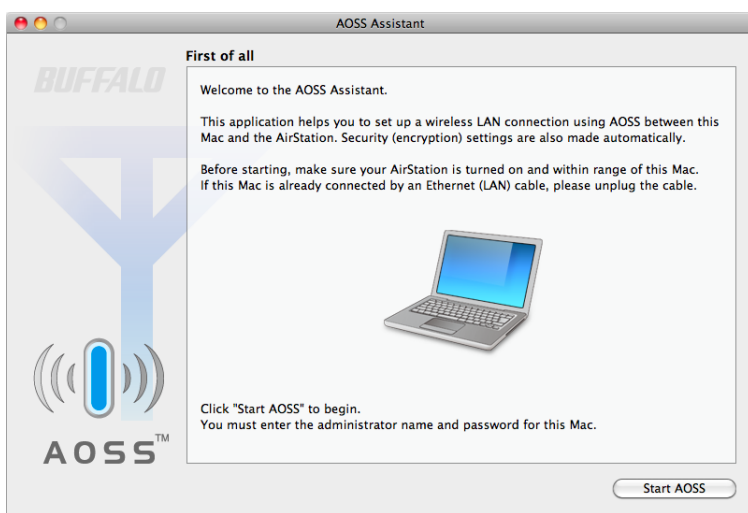 AOSS Assistant
First of all
BUFFALO
Welcome to the AOSS Assistant.
This application helps you to set up a wireless LAN connection using AOSS between this
Mac and the AirStation. Security (encryption) settings are also made automatically.
Before starting, make sure your AirStation is turned on and within range of this Mac.
If this Mac is already connected by an Ethernet (LAN) cable, please unplug the cable.
Click "Start AOSS" to begin.
You must enter the administrator name and password for this Mac.
AOSS™
Start AOSS